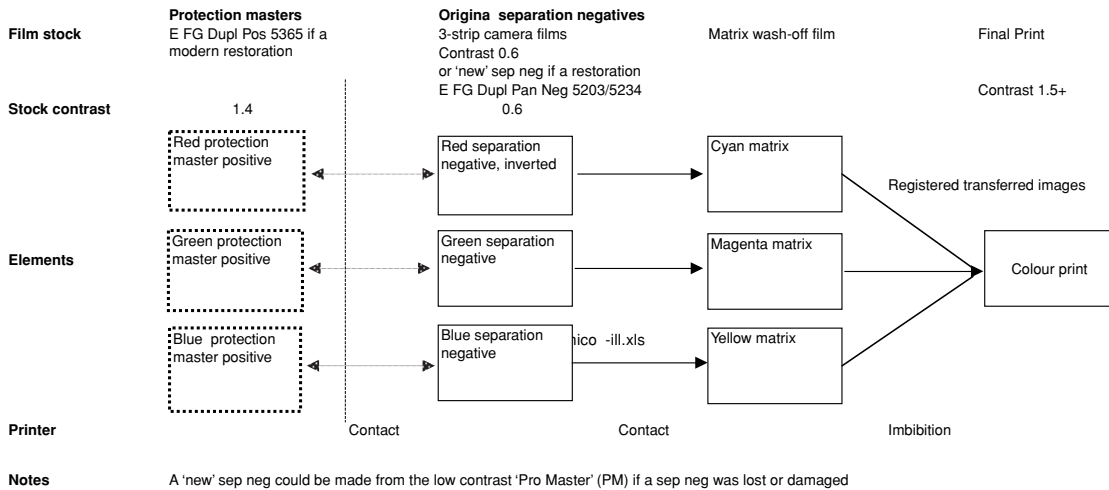 Protection masters
Origina separation negatives
Film stock
E FG Dupl Pos 5365 if a
modern restoration
3-strip camera films
Contrast 0.6
or 'new' sep neg if a restoration
E FG Dupl Pan Neg 5203/5234
Matrix wash-off film
Final Print
Contrast 1.5+
Stock contrast
1.4
0.6
Red protection
master positive
Red separation
negative, inverted
Cyan matrix
Registered transferred images
Elements
Green protection
master positive
Green separation
negative
Magenta matrix
Colour print
Blue protection
master positive
Blue separation
negative
nico -ill.xls
Yellow matrix
Printer
Contact
Contact
Imbibition
Notes
A 'new' sep neg could be made from the low contrast 'Pro Master' (PM) if a sep neg was lost or damaged